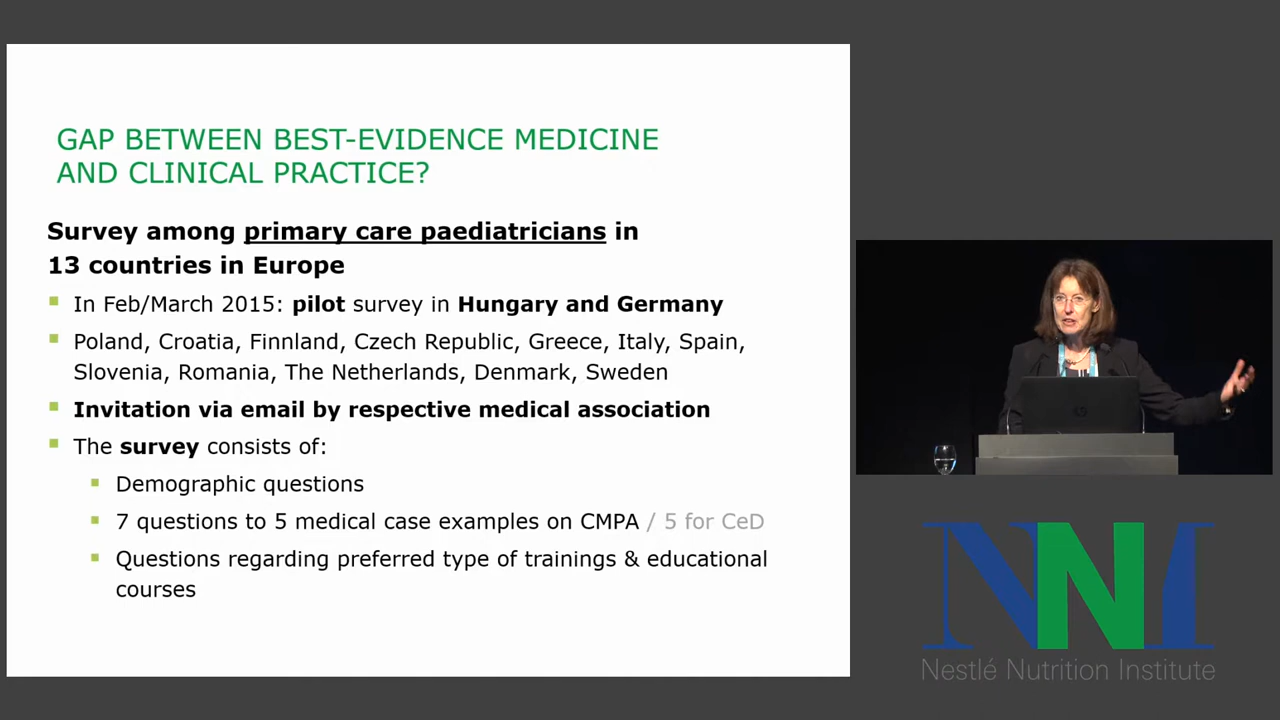 GAP BETWEEN BEST-EVIDENCE MEDICINE
AND CLINICAL PRACTICE?
Survey among primary care paediatricians in
13 countries in Europe
In Feb/March 2015: pilot survey in Hungary and Germany
Poland, Croatia, Finnland, Czech Republic, Greece, Italy, Spain,
Slovenia, Romania, The Netherlands, Denmark, Sweden
Invitation via email by respective medical association
The survey consists of:
Demographic questions
7 questions to 5 medical case examples on CMPA / 5 for CeD
Questions regarding preferred type of trainings & educational
courses
NNI
Nestlé Nutrition Institute